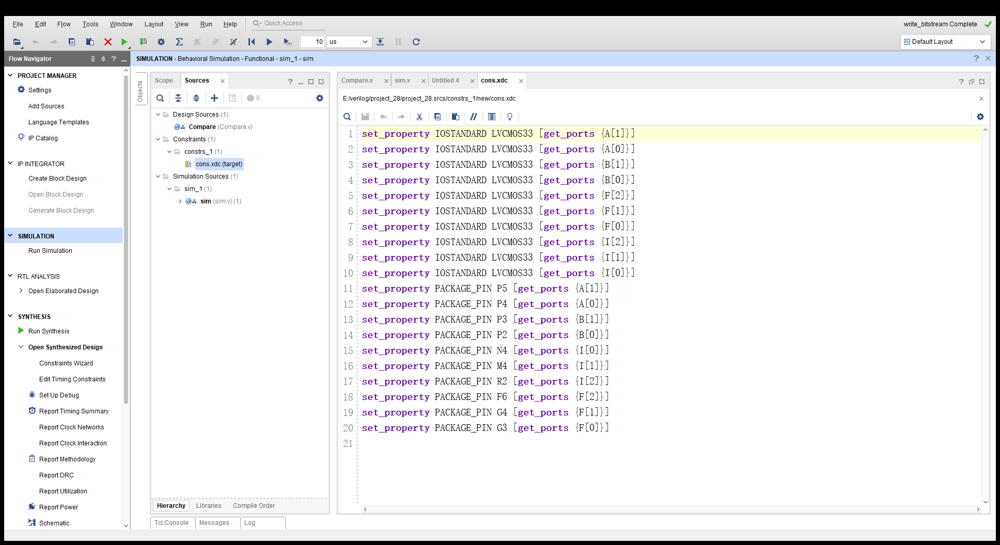 File Edit Flow Tools Window Layout View Run Help Quick Access write_bitstream Complete
10 us Default Layout
Flow Navigator
SIMULATION - Behavioral Simulation - Functional - sim_1 - sim
PROJECT MANAGER
Settings
Add Sources
Language Templates
IP Catalog
IP INTEGRATOR
Create Block Design
Open Block Design
Generate Block Design
SIMULATION
Run Simulation
RTL ANALYSIS
Open Elaborated Design
SYNTHESIS
Run Synthesis
Open Synthesized Design
Constraints Wizard
Edit Timing Constraints
Set Up Debug
Report Timing Summary
Report Clock Networks
Report Clock Interaction
Report Methodology
Report DRC
Report Utilization
Report Power
Schematic
Objects
Scope Sources
0
Design Sources (1)
Compare (Compare.v)
Constraints (1)
constrs_1 (1)
cons.xdc (target)
Simulation Sources (1)
sim_1 (1)
sim (sim.v) (1)
Hierarchy Libraries Compile Order
Compare.v sim.v Untitled 4 cons.xdc
E:/verilog/project_28/project_28.srcs/constrs_1/new/cons.xdc
1 set_property IOSTANDARD LVCMOS33 [get_ports {A[1]}]
2 set_property IOSTANDARD LVCMOS33 [get_ports {A[0]}]
3 set_property IOSTANDARD LVCMOS33 [get_ports {B[1]}]
4 set_property IOSTANDARD LVCMOS33 [get_ports {B[0]}]
5 set_property IOSTANDARD LVCMOS33 [get_ports {F[2]}]
6 set_property IOSTANDARD LVCMOS33 [get_ports {F[1]}]
7 set_property IOSTANDARD LVCMOS33 [get_ports {F[0]}]
8 set_property IOSTANDARD LVCMOS33 [get_ports {I[2]}]
9 set_property IOSTANDARD LVCMOS33 [get_ports {I[1]}]
10 set_property IOSTANDARD LVCMOS33 [get_ports {I[0]}]
11 set_property PACKAGE_PIN P5 [get_ports {A[1]}]
12 set_property PACKAGE_PIN P4 [get_ports {A[0]}]
13 set_property PACKAGE_PIN P3 [get_ports {B[1]}]
14 set_property PACKAGE_PIN P2 [get_ports {B[0]}]
15 set_property PACKAGE_PIN N4 [get_ports {I[0]}]
16 set_property PACKAGE_PIN M4 [get_ports {I[1]}]
17 set_property PACKAGE_PIN R2 [get_ports {I[2]}]
18 set_property PACKAGE_PIN F6 [get_ports {F[2]}]
19 set_property PACKAGE_PIN G4 [get_ports {F[1]}]
20 set_property PACKAGE_PIN G3 [get_ports {F[0]}]
21
Tcl Console Messages Log